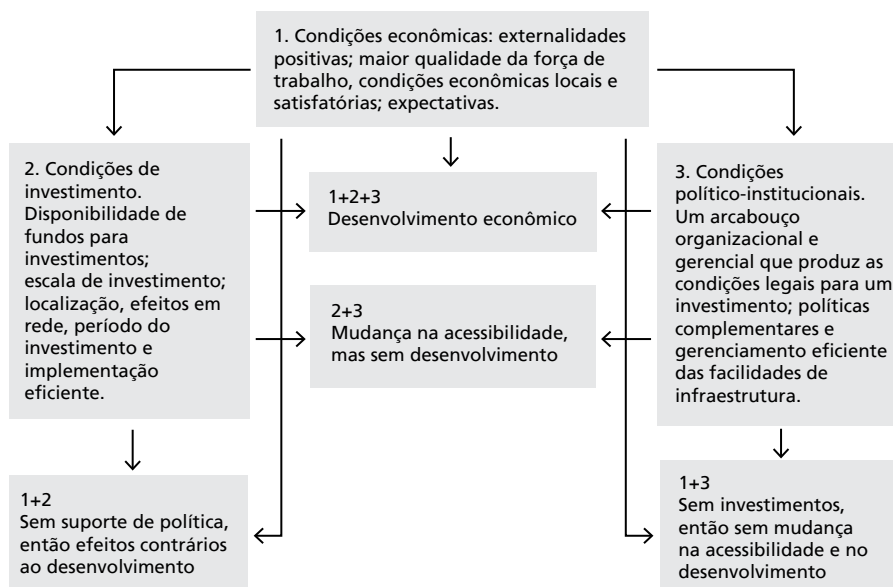 1. Condições econômicas: externalidades
positivas; maior qualidade da força de
trabalho, condições econômicas locais e
satisfatórias; expectativas.
2. Condições de
investimento.
Disponibilidade de
fundos para
investimentos;
escala de investimento;
localização, efeitos em
rede, período do
investimento e
implementação
eficiente.
1+2+3
Desenvolvimento econômico
2+3
Mudança na acessibilidade,
mas sem desenvolvimento
3. Condições
político-institucionais.
Um arcabouço
organizacional e
gerencial que produz as
condições legais para um
investimento; políticas
complementares e
gerenciamento eficiente
das facilidades de
infraestrutura.
1+2
Sem suporte de política,
então efeitos contrários
ao desenvolvimento
1+3
Sem investimentos,
então sem mudança
na acessibilidade e no
desenvolvimento